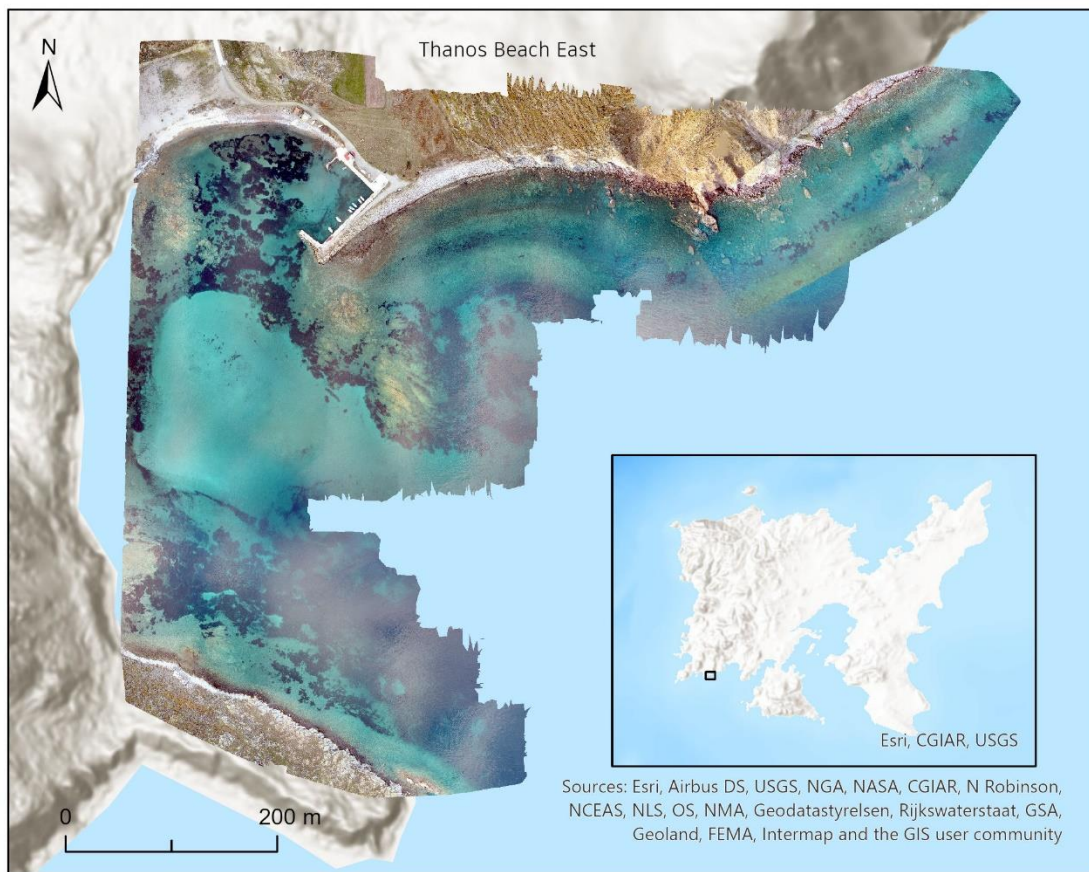 N
Thanos Beach East
Esri, CGIAR, USGS
Sources: Esri, Airbus DS, USGS, NGA, NASA, CGIAR, N Robinson,
NCEAS, NLS, OS, NMA, Geodatastyrelsen, Rijkswaterstaat, GSA,
Geoland, FEMA, Intermap and the GIS user community
0 200 m